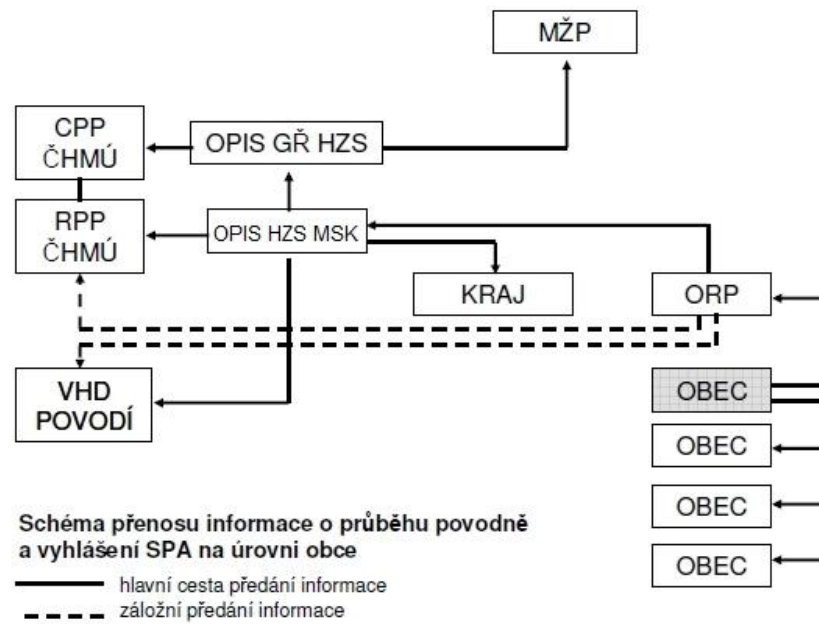 MŽP
CPP
ČHMÚ
OPIS GŘ HZS
RPP
ČHMÚ
OPIS HZS MSK
KRAJ
ORP
VHD
POVODÍ
OBEC
OBEC
OBEC
OBEC
Schéma přenosu informace o průběhu povodně
a vyhlášení SPA na úrovni obce
hlavní cesta předání informace
záložní předání informace